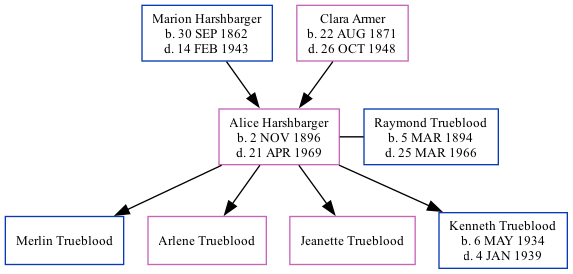 Marion Harshbarger
b. 30 SEP 1862
d. 14 FEB 1943
Clara Armer
b. 22 AUG 1871
d. 26 OCT 1948
Alice Harshbarger
b. 2 NOV 1896
d. 21 APR 1969
Raymond Trueblood
b. 5 MAR 1894
d. 25 MAR 1966
Merlin Trueblood
Arlene Trueblood
Jeanette Trueblood
Kenneth Trueblood
b. 6 MAY 1934
d. 4 JAN 1939